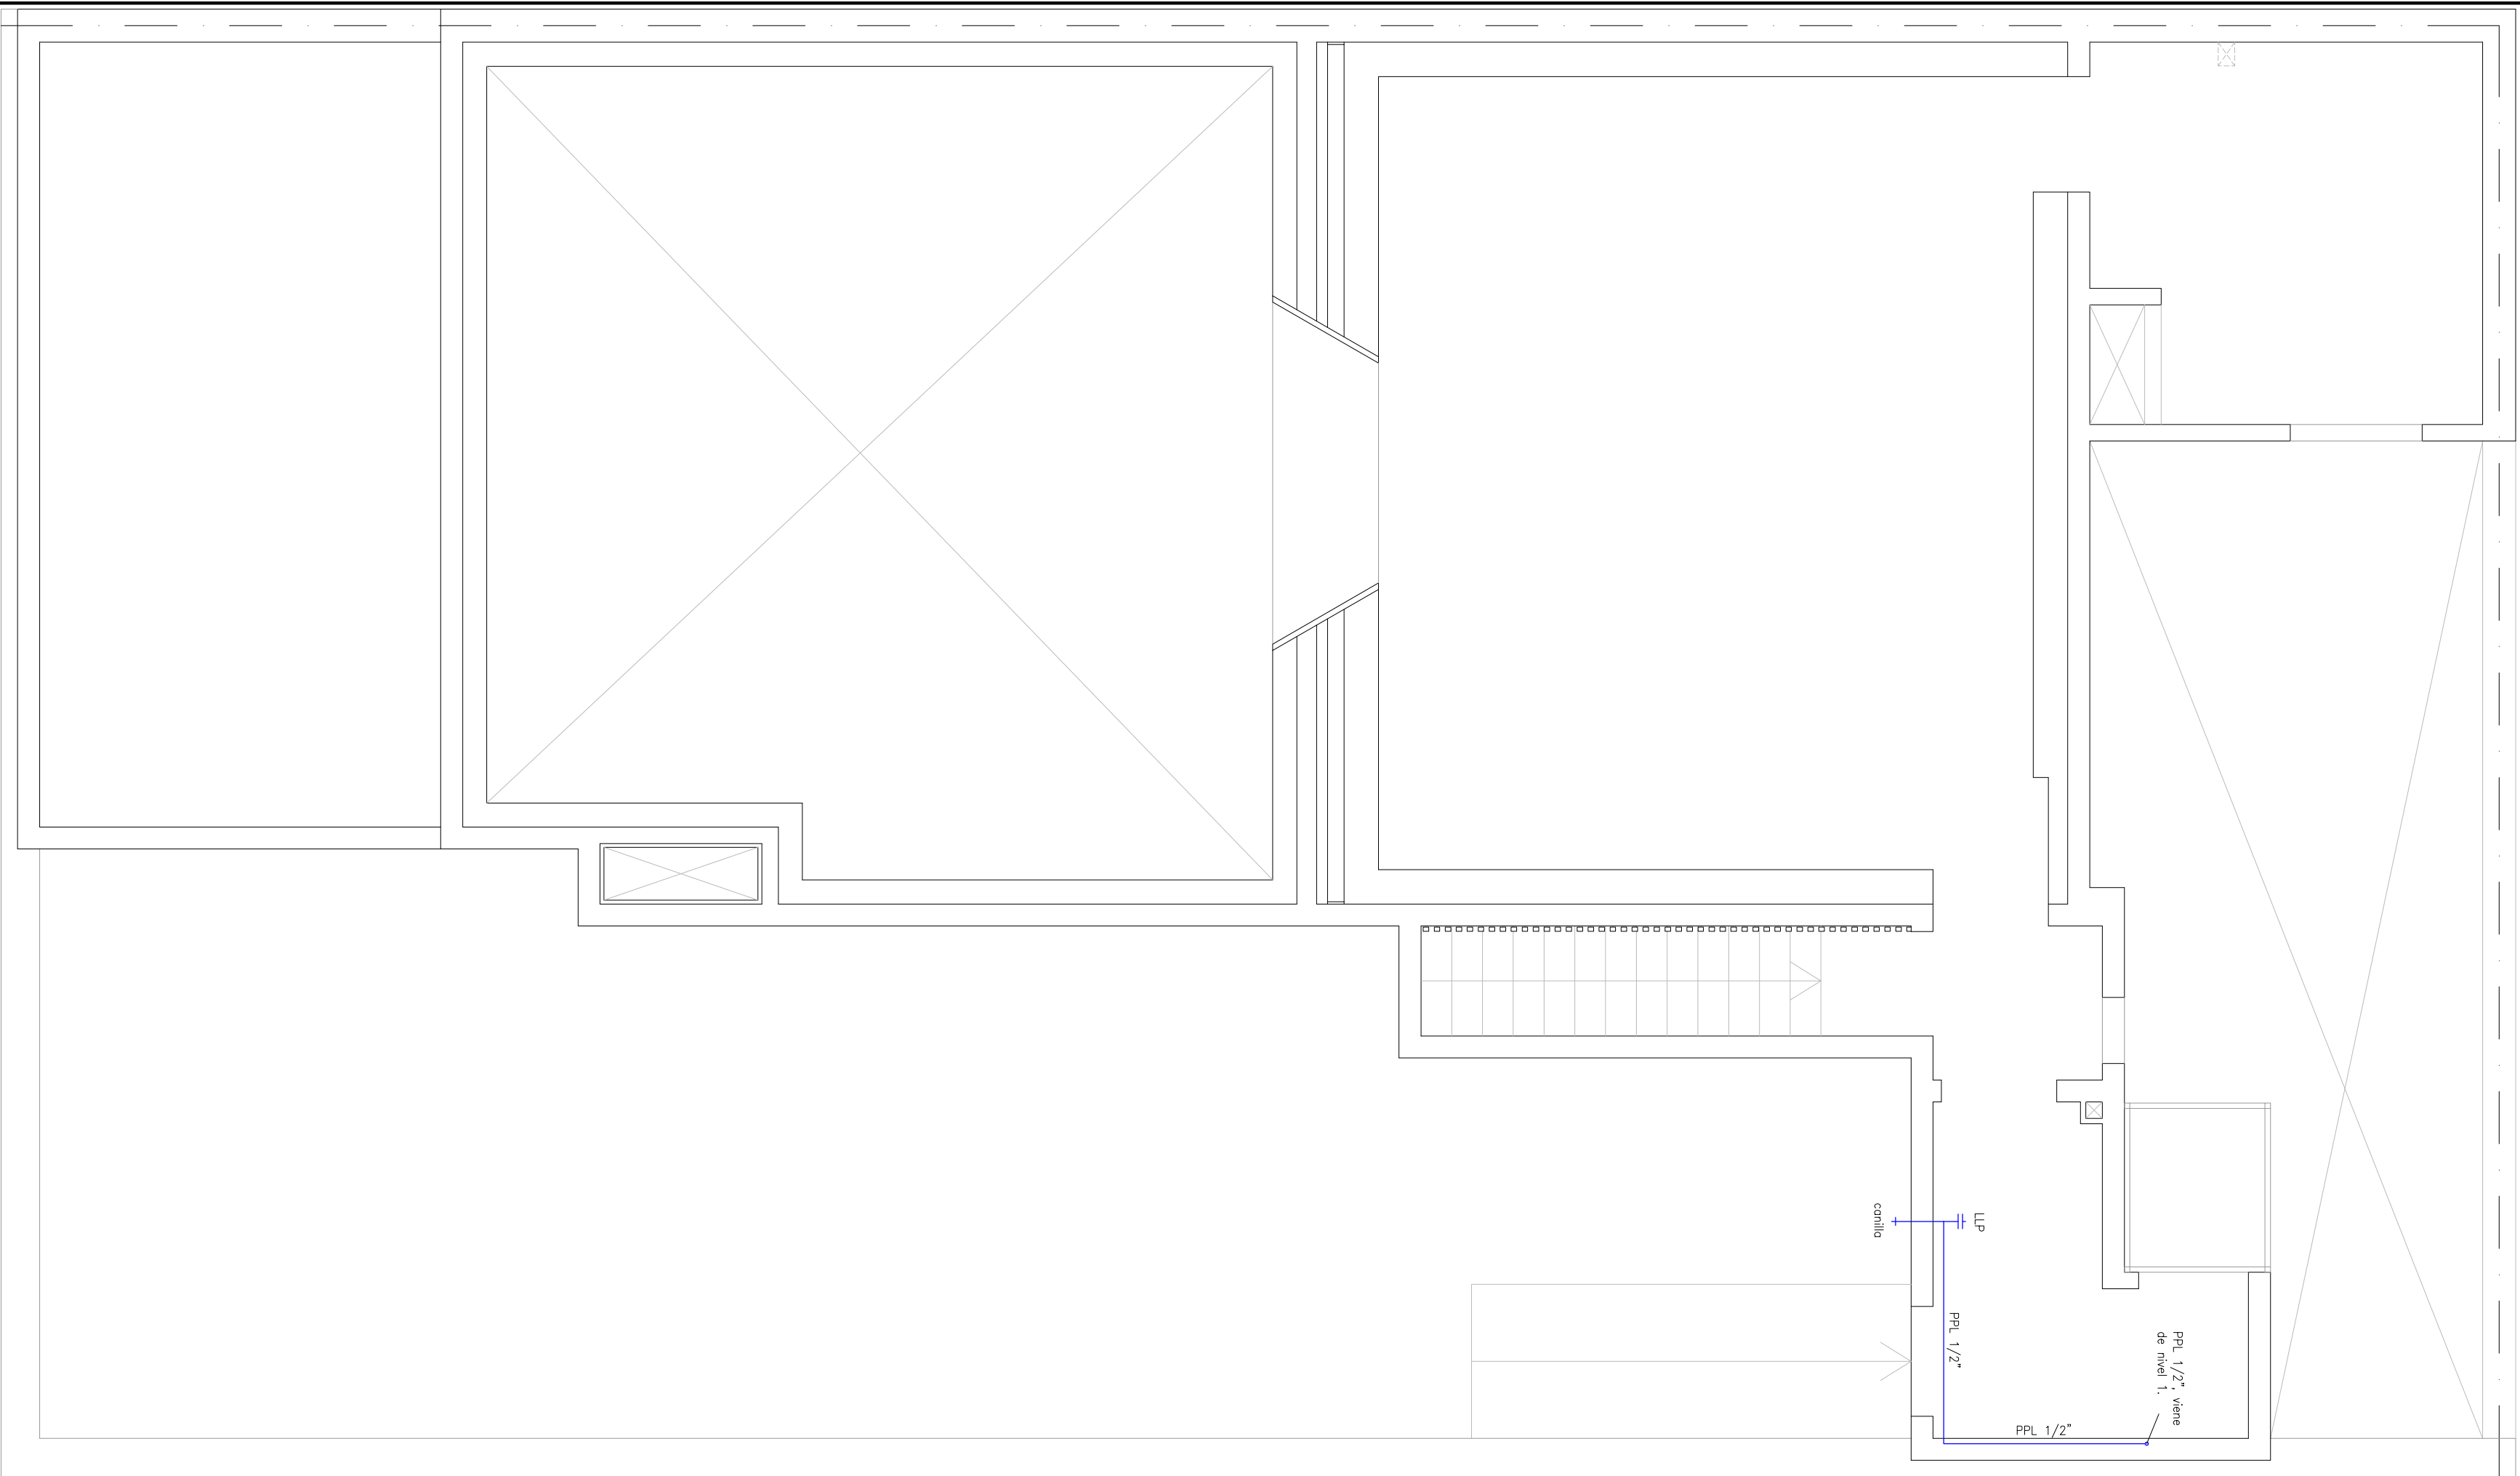 LLP
canilla
PPL 1/2"
PPL 1/2", viene
de nivel 1.
PPL 1/2"